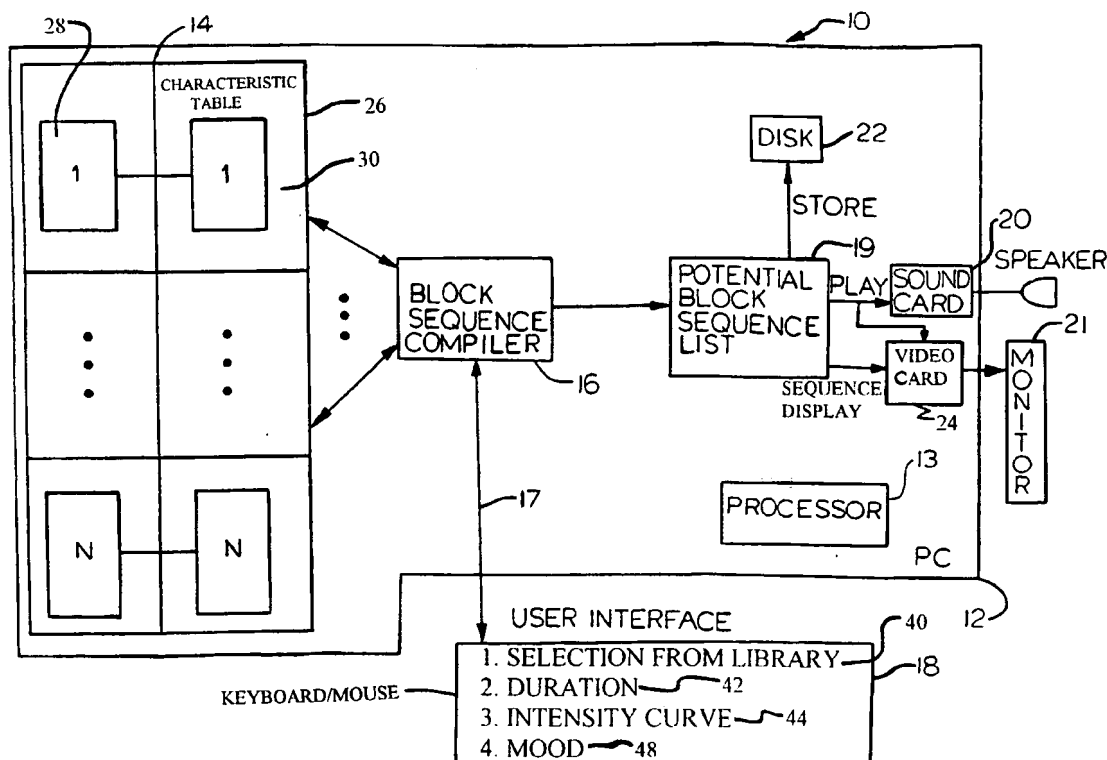 28
14
10
CHARACTERISTIC
TABLE
26
1
1
30
DISK
22
STORE
19
20
SPEAKER
BLOCK
SEQUENCE
COMPILER
16
POTENTIAL
BLOCK
SEQUENCE
LIST
PLAY
SOUND
CARD
21
VIDEO
CARD
MONITOR
SEQUENCE
DISPLAY
24
17
13
PROCESSOR
PC
N
N
12
USER INTERFACE
40
1. SELECTION FROM LIBRARY
18
KEYBOARD/MOUSE
2. DURATION 42
3. INTENSITY CURVE 44
4. MOOD 48